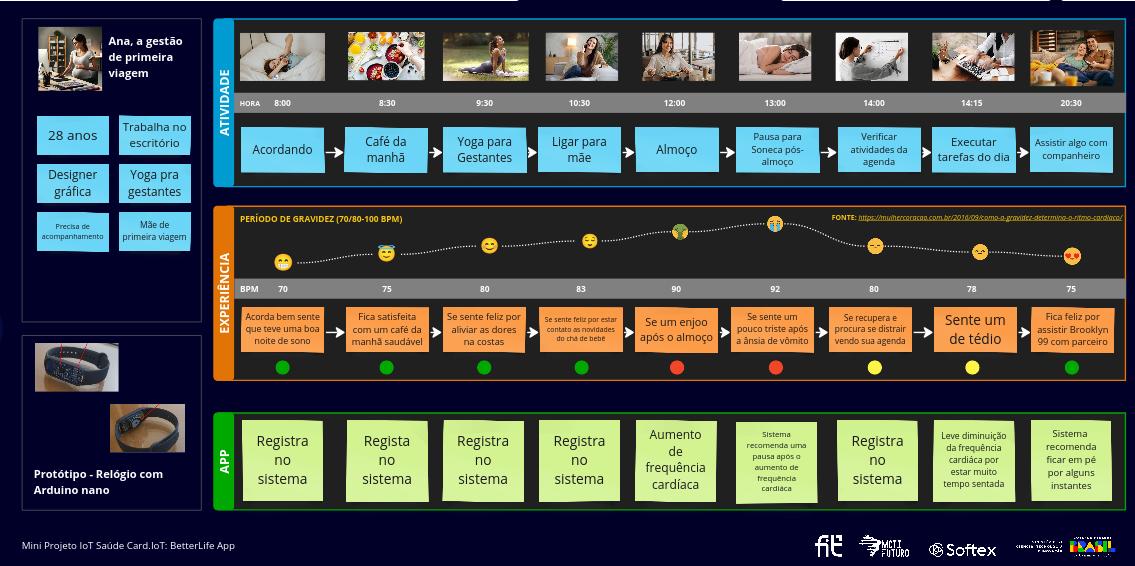 Ana, a gestão
de primeira
viagem
28 anos
Trabalha no
escritório
Designer
gráfica
Yoga pra
gestantes
Precisa de
acompanhamento
Mãe de
primeira viagem
Protótipo - Relógio com
Arduino nano
ATIVIDADE
HORA 8:00 8:30 9:30 10:30 12:00 13:00 14:00 14:15 20:30
Acordando
Café da
manhã
Yoga para
Gestantes
Ligar para
mãe
Almoço
Pausa para
Soneca pós-
almoço
Verificar
atividades da
agenda
Executar
tarefas do dia
Assistir algo com
companheiro
EXPERIÊNCIA
PERÍODO DE GRAVIDEZ (70/80-100 BPM)
FONTE: https://mulhercoracao.com.br/2016/09/como-a-gravidez-determina-o-ritmo-cardiaco/
BPM 70 75 80 83 90 92 80 78 75
Acorda bem sente
que teve uma boa
noite de sono
Fica satisfeita
com um café da
manhã saudável
Se sente feliz por
aliviar as dores
na costas
Se sente feliz por estar
contato as novidades
do chá de bebê
Se um enjoo
após o almoço
Se sente um
pouco triste após
a ânsia de vômito
Se recupera e
procura se distrair
vendo sua agenda
Sente um
de tédio
Fica feliz por
assistir Brooklyn
99 com parceiro
APP
Registra
no
sistema
Regista
no
sistema
Registra
no
sistema
Registra
no
sistema
Aumento
de
frequência
cardíaca
Sistema
recomenda uma
pausa após o
aumento de
frequência
cardiáca
Registra
no
sistema
Leve diminuição
da frequência
cardiáca por
estar muito
tempo sentada
Sistema
recomenda
ficar em pé
por alguns
instantes
Mini Projeto IoT Saúde Card.IoT: BetterLife App
fit
MCTI
FUTURO
Softex
BRASIL